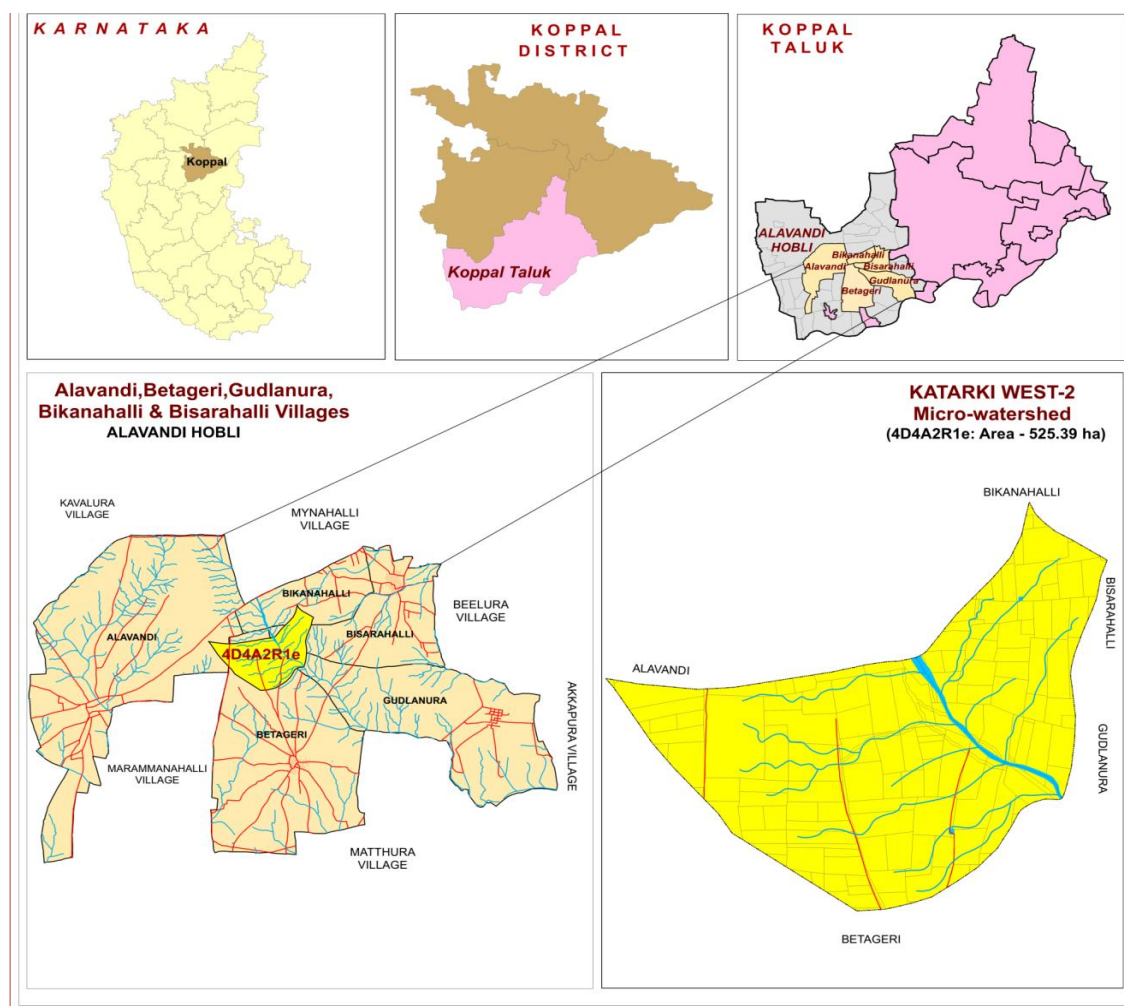 KARNATAKA
Koppal
KOPPAL
DISTRICT
Koppal Taluk
KOPPAL
TALUK
ALAVANDI
HOBLI
Bikanahalli
Alavandi
Bisarahalli
Gudlanura
Betageri
Alavandi,Betageri,Gudlanura,
Bikanahalli & Bisarahalli Villages
ALAVANDI HOBLI
KAVALURA
VILLAGE
MYNAHALLI
VILLAGE
BIKANAHALLI
BEELURA
VILLAGE
ALAVANDI
BISARAHALLI
4D4A2R1e
GUDLANURA
AKKAPURA VILLAGE
BETAGERI
MARAMMANAHALLI
VILLAGE
MATTHURA
VILLAGE
KATARKI WEST-2
Micro-watershed
(4D4A2R1e: Area - 525.39 ha)
BIKANAHALLI
BISARAHALLI
ALAVANDI
GUDLANURA
BETAGERI